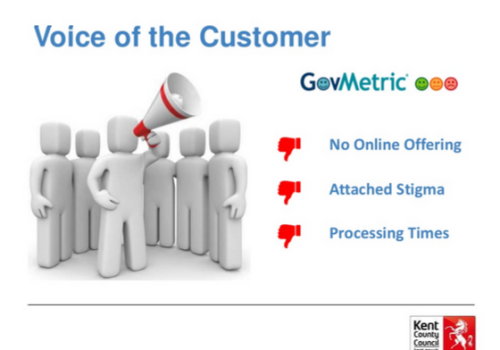 Voice of the Customer
GovMetric
No Online Offering
Attached Stigma
Processing Times
Kent
County
Council